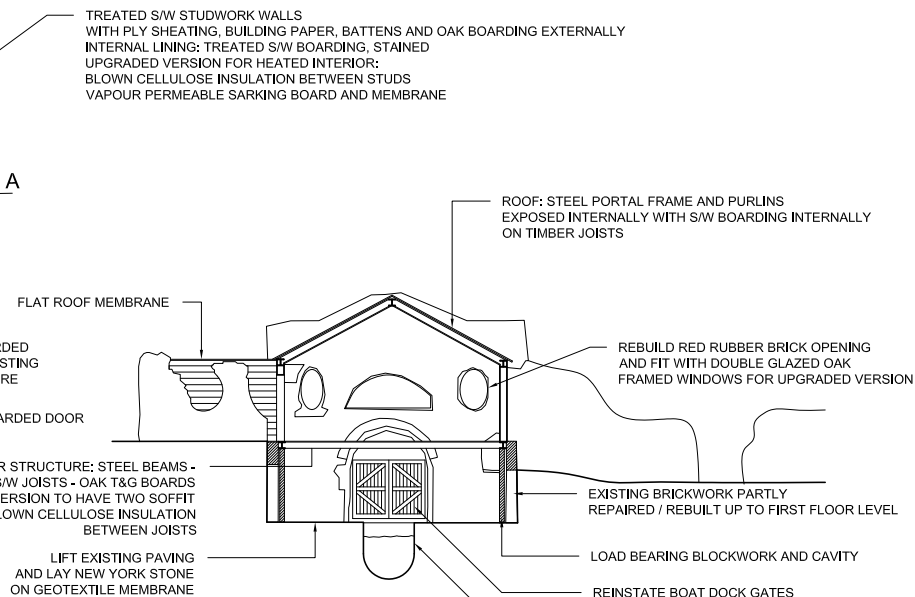 TREATED S/W STUDWORK WALLS
WITH PLY SHEATING, BUILDING PAPER, BATTENS AND OAK BOARDING EXTERNALLY
INTERNAL LINING: TREATED S/W BOARDING, STAINED
UPGRADED VERSION FOR HEATED INTERIOR:
BLOWN CELLULOSE INSULATION BETWEEN STUDS
VAPOUR PERMEABLE SARKING BOARD AND MEMBRANE
A
ROOF: STEEL PORTAL FRAME AND PURLINS
EXPOSED INTERNALLY WITH S/W BOARDING INTERNALLY
ON TIMBER JOISTS
FLAT ROOF MEMBRANE
REBUILD RED RUBBER BRICK OPENING
AND FIT WITH DOUBLE GLAZED OAK
FRAMED WINDOWS FOR UPGRADED VERSION
RDED
STING
RE
ARDED DOOR
R STRUCTURE: STEEL BEAMS -
S/W JOISTS - OAK T&G BOARDS
ERSION TO HAVE TWO SOFFIT
LOWN CELLULOSE INSULATION
BETWEEN JOISTS
EXISTING BRICKWORK PARTLY
REPAIRED / REBUILT UP TO FIRST FLOOR LEVEL
LIFT EXISTING PAVING
AND LAY NEW YORK STONE
ON GEOTEXTILE MEMBRANE
LOAD BEARING BLOCKWORK AND CAVITY
REINSTATE BOAT DOCK GATES